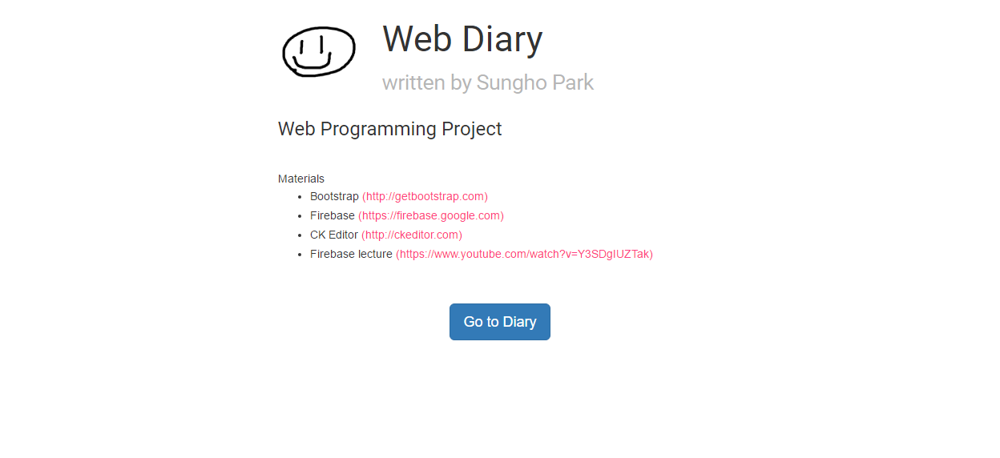 Web Diary
written by Sungho Park
Web Programming Project
Materials
Bootstrap (http://getbootstrap.com)
Firebase (https://firebase.google.com)
CK Editor (http://ckeditor.com)
Firebase lecture (https://www.youtube.com/watch?v=Y3SDgIUZTak)
Go to Diary